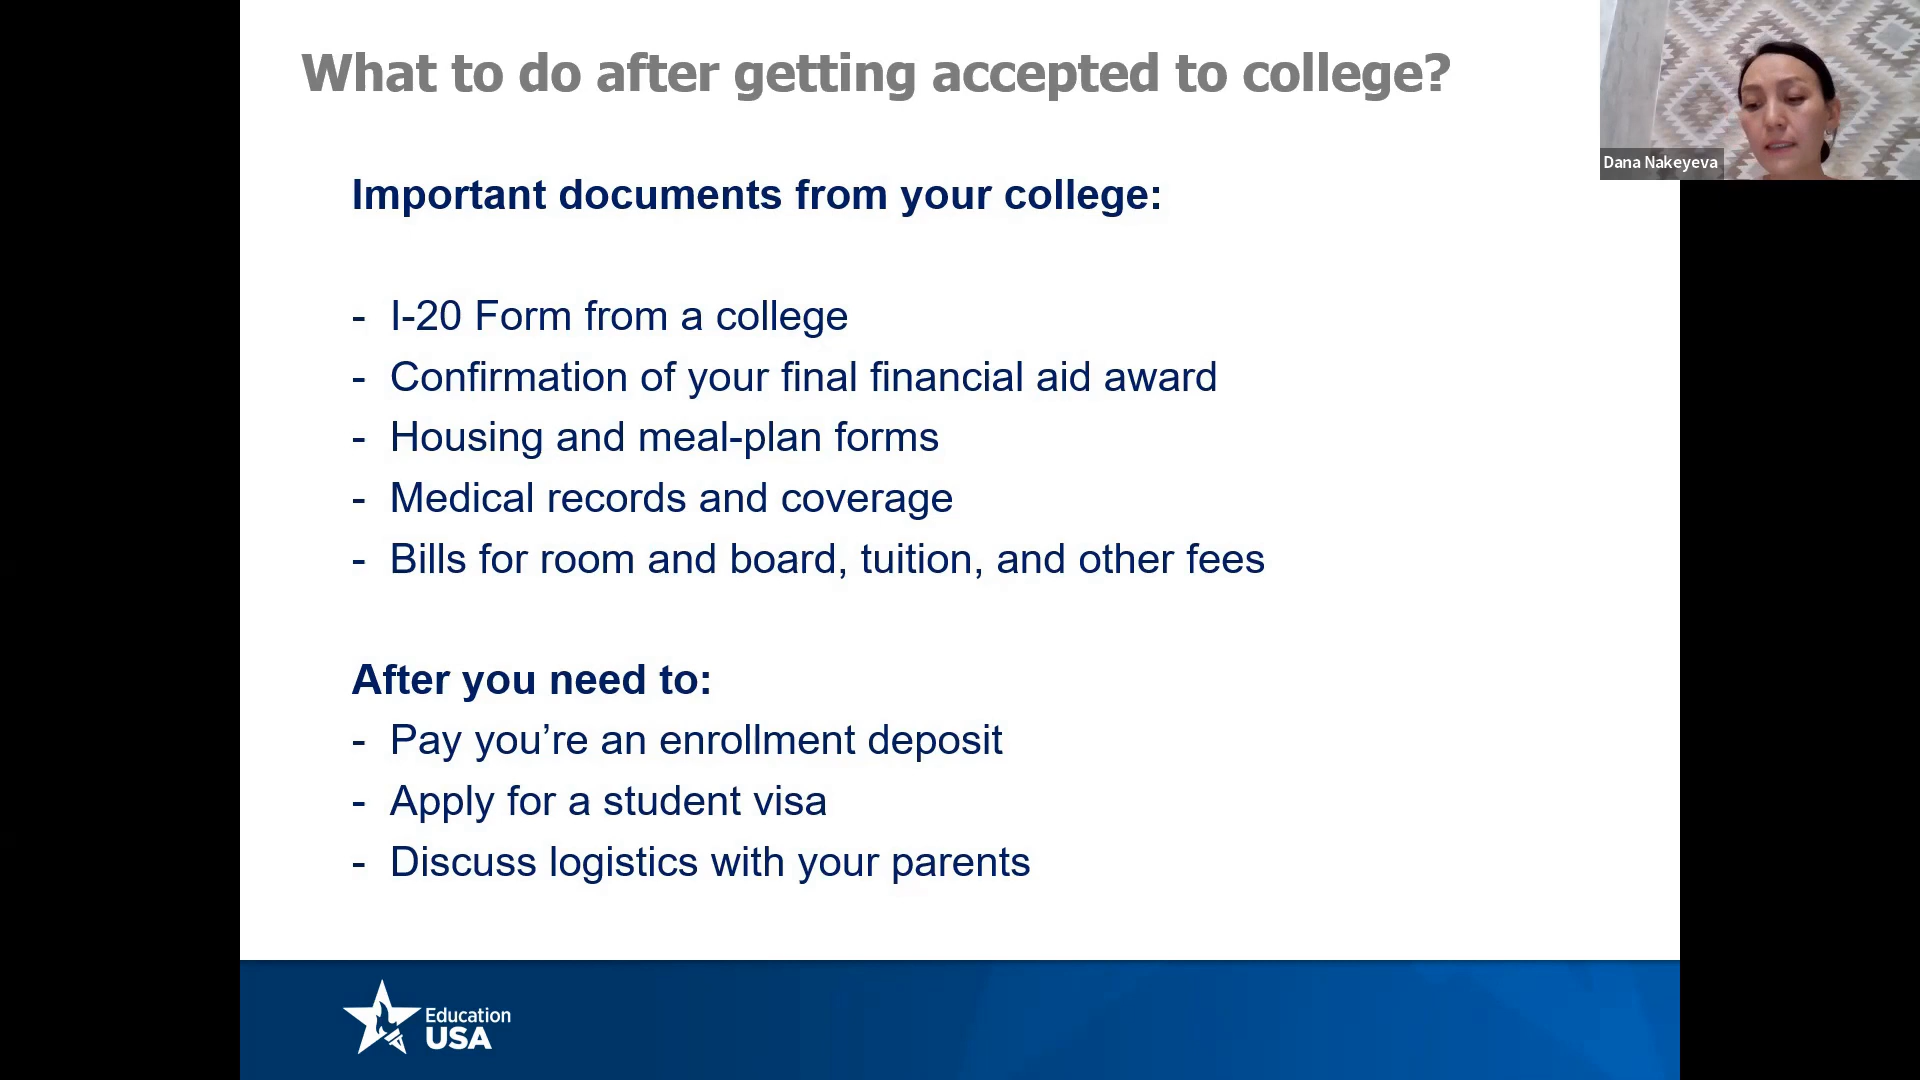 What to do after getting accepted to college?
Dana Nakeyeva
Important documents from your college:
- I-20 Form from a college
- Confirmation of your final financial aid award
- Housing and meal-plan forms
- Medical records and coverage
- Bills for room and board, tuition, and other fees
After you need to:
- Pay you’re an enrollment deposit
- Apply for a student visa
- Discuss logistics with your parents
Education
USA